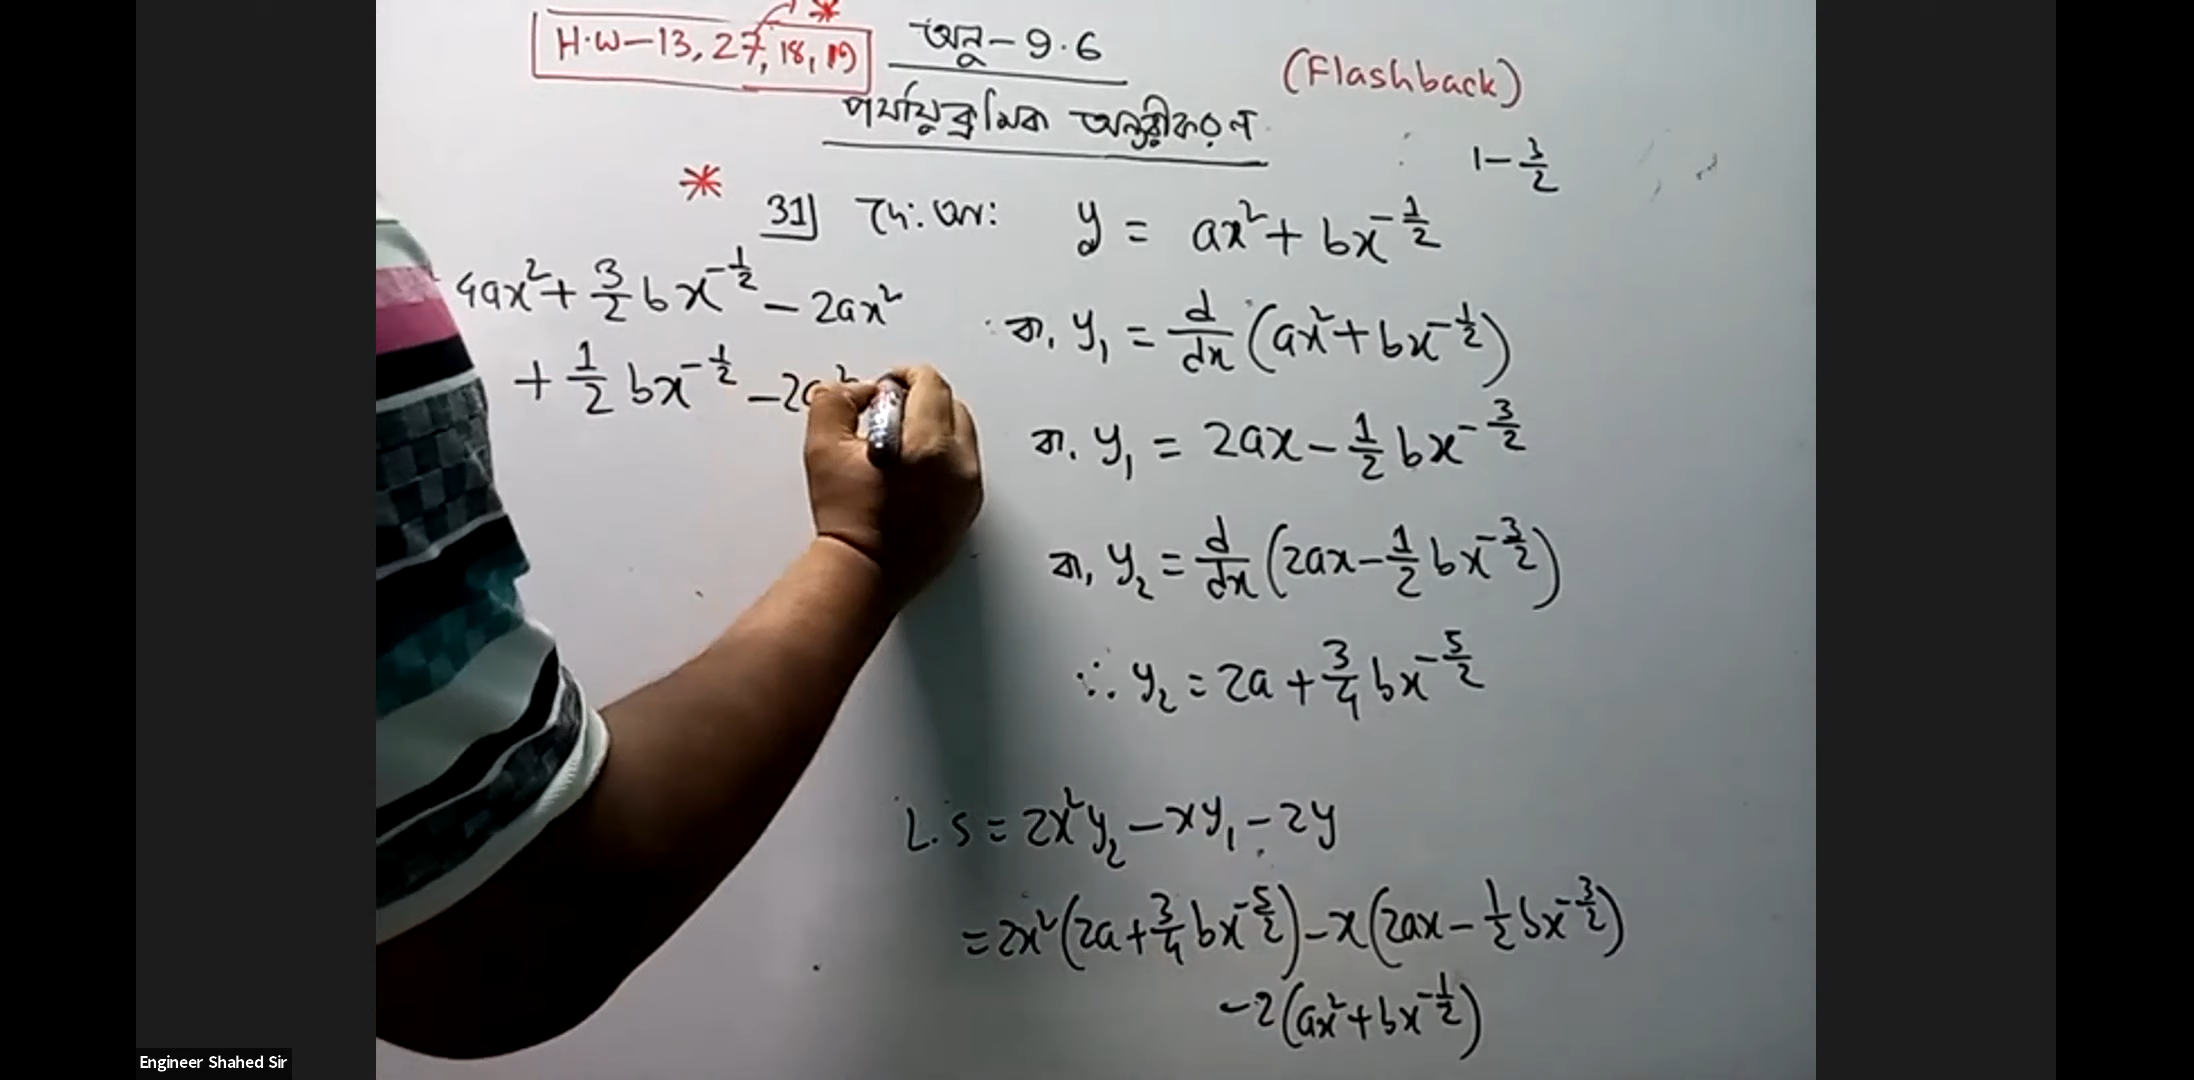 H.W-13, 27, 18, 19
অনু-9.6
(Flashback)
পর্যায়ক্রমিক অন্তরীকরণ
1-3/2
31) দে: আ: y = ax²+ bx^{-1/2}
বা, y₁ = d/dx (ax²+bx^{-1/2})
বা, y₁ = 2ax - 1/2 bx^{-3/2}
বা, y₂ = d/dx (2ax - 1/2 bx^{-3/2})
∴ y₂ = 2a + 3/4 bx^{-5/2}
L.S = 2x²y₂ - xy₁ - 2y
= 2x²(2a + 3/4 bx^{-5/2}) - x(2ax - 1/2 bx^{-3/2})
-2(ax²+bx^{-1/2})
4ax²+ 3/2 bx^{-1/2} - 2ax²
+ 1/2 bx^{-1/2} - 2a
Engineer Shahed Sir